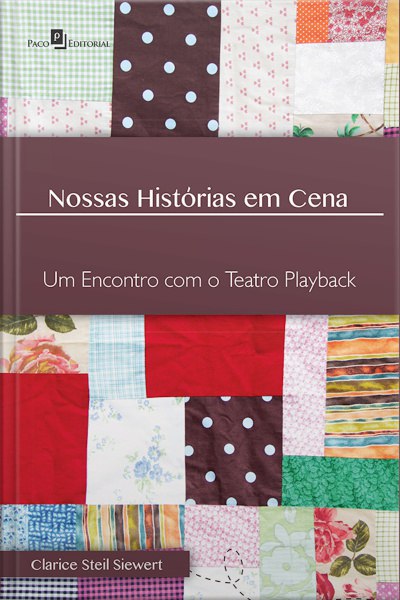 Paco Editorial
Nossas Histórias em Cena
Um Encontro com o Teatro Playback
Clarice Steil Siewert